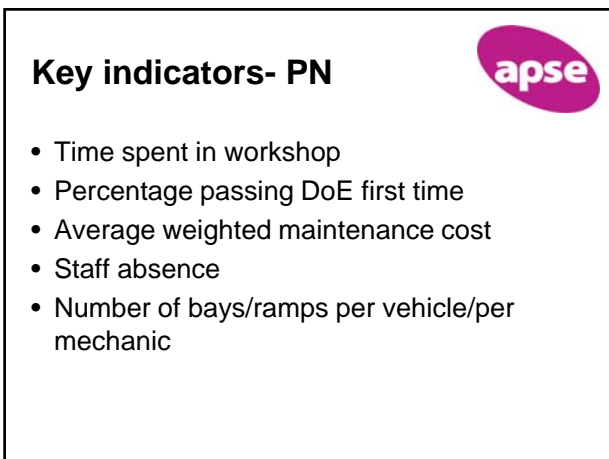 Key indicators- PN
apse
• Time spent in workshop
• Percentage passing DoE first time
• Average weighted maintenance cost
• Staff absence
• Number of bays/ramps per vehicle/per
mechanic